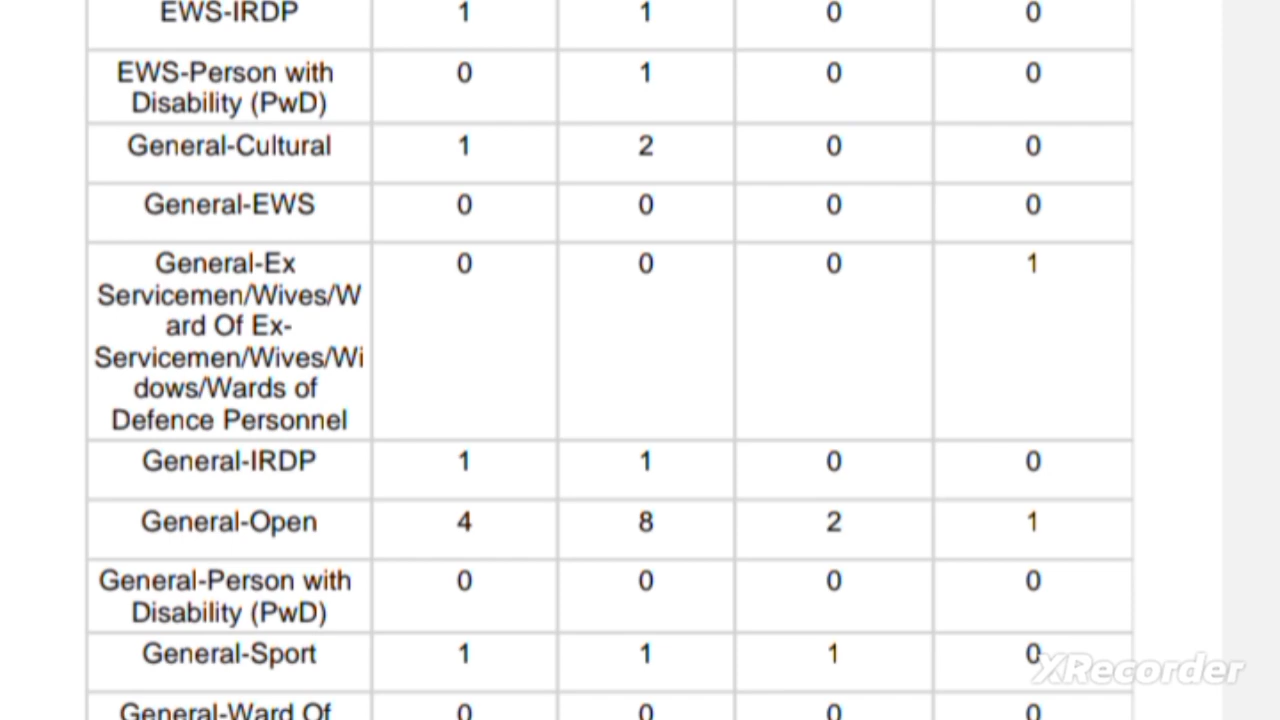 EWS-IRDP 1 1 0 0
EWS-Person with 0 1 0 0
Disability (PwD)
General-Cultural 1 2 0 0
General-EWS 0 0 0 0
General-Ex 0 0 0 1
Servicemen/Wives/W
ard Of Ex-
Servicemen/Wives/Wi
dows/Wards of
Defence Personnel
General-IRDP 1 1 0 0
General-Open 4 8 2 1
General-Person with 0 0 0 0
Disability (PwD)
General-Sport 1 1 1 0
XRecorder
General-Ward Of 0 0 0 0